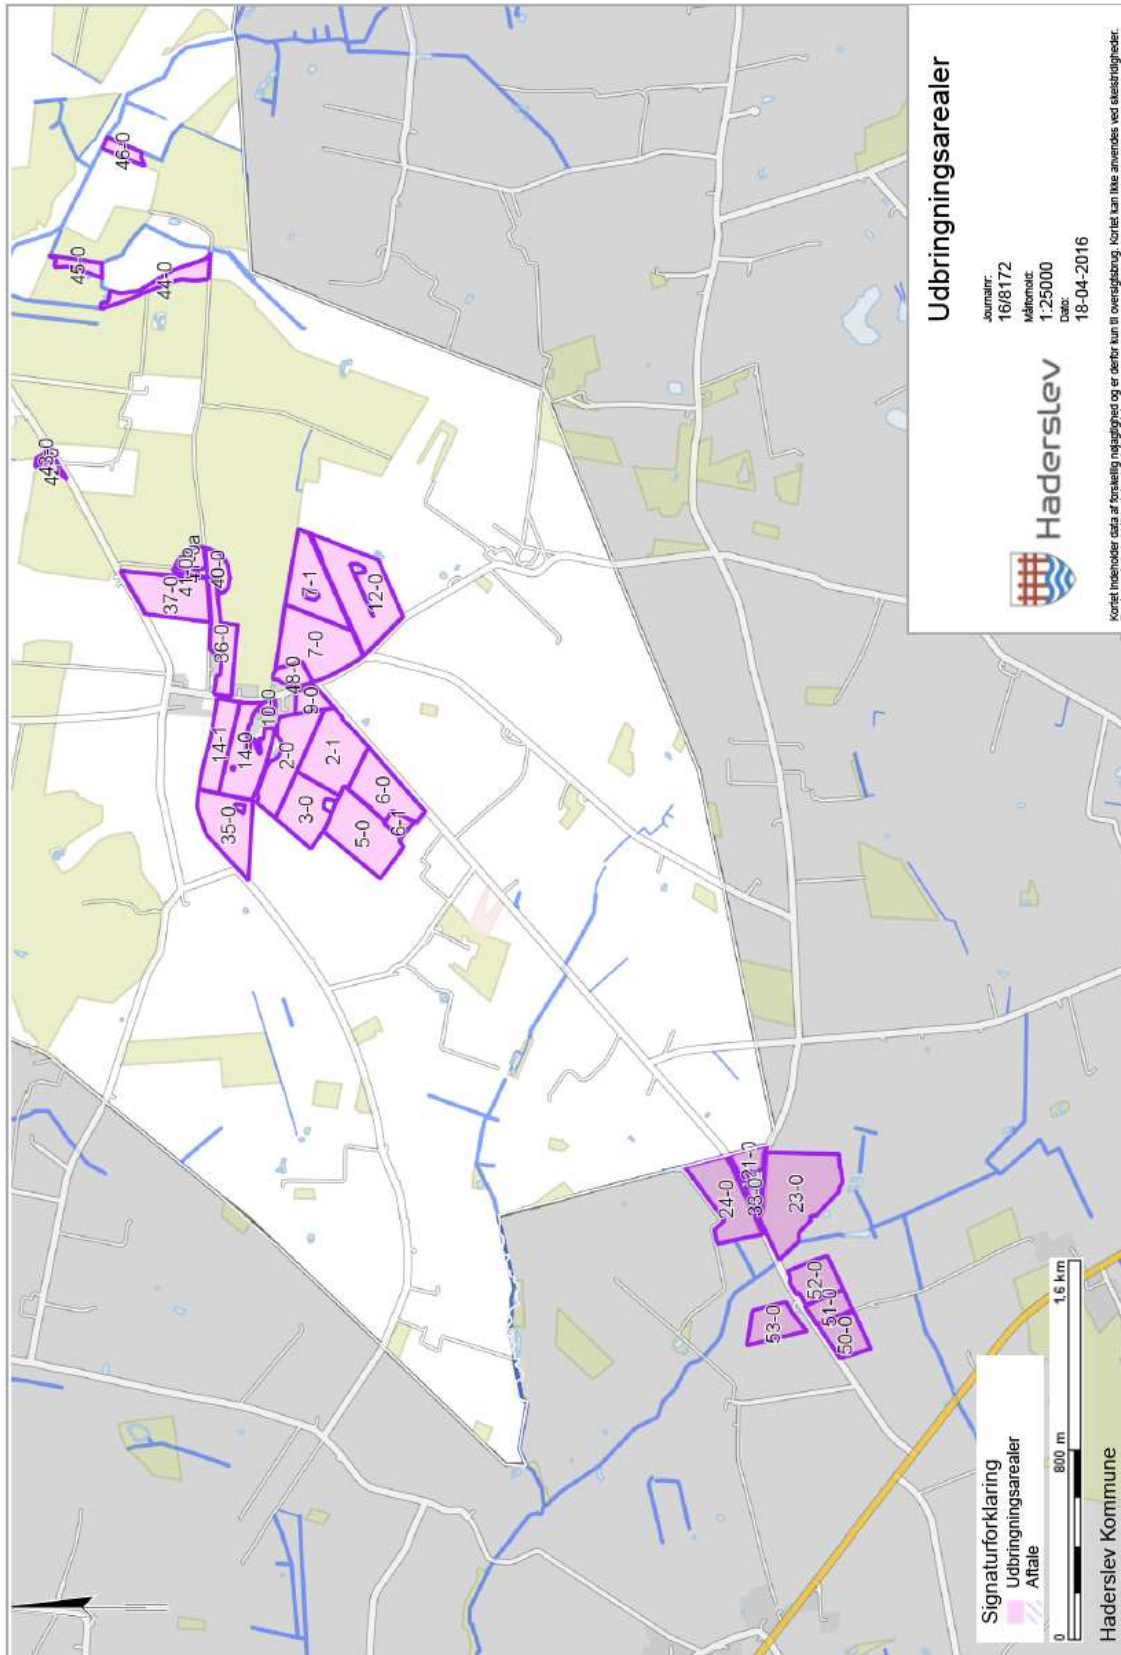 Udbringningsarealer
Journalnr:
16/8172
Målforhold:
1:25000
Dato:
18-04-2016
Haderslev
Kortet indeholder data af forskellig nøjagtighed og er derfor kun til oversigtsbrug. Kortet kan ikke anvendes ved skelstridigheder.
46-0
45-0
44-0
37-0
40-0
36-0
7-1
12-0
7-0
48-0
9-0
10-0
14-1
14-0
2-0
2-1
35-0
3-0
6-0
5-0
6-1
24-0
21-0
33-0
23-0
52-0
51-0
50-0
53-0
Signaturforklaring
Udbringningsarealer
Aftale
0
800 m
1,6 km
Haderslev Kommune